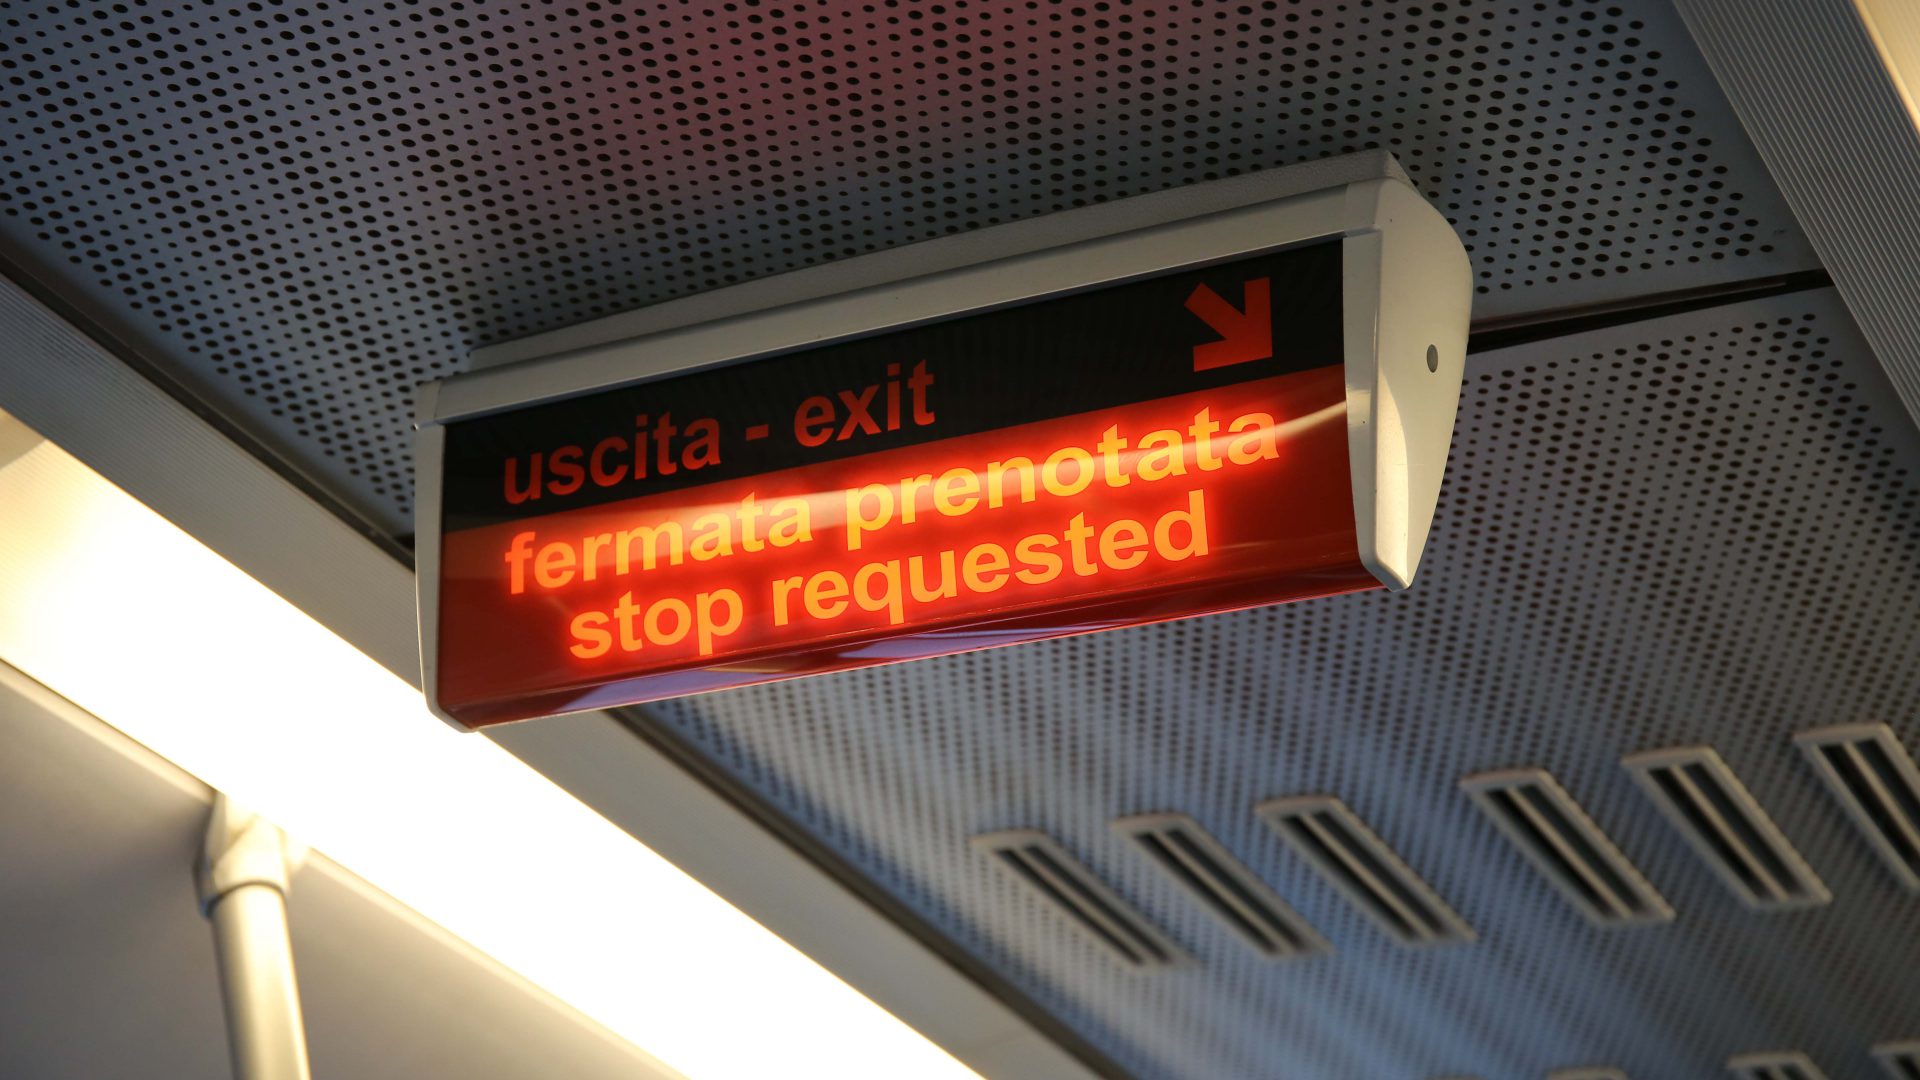 uscita - exit
fermata prenotata
stop requested